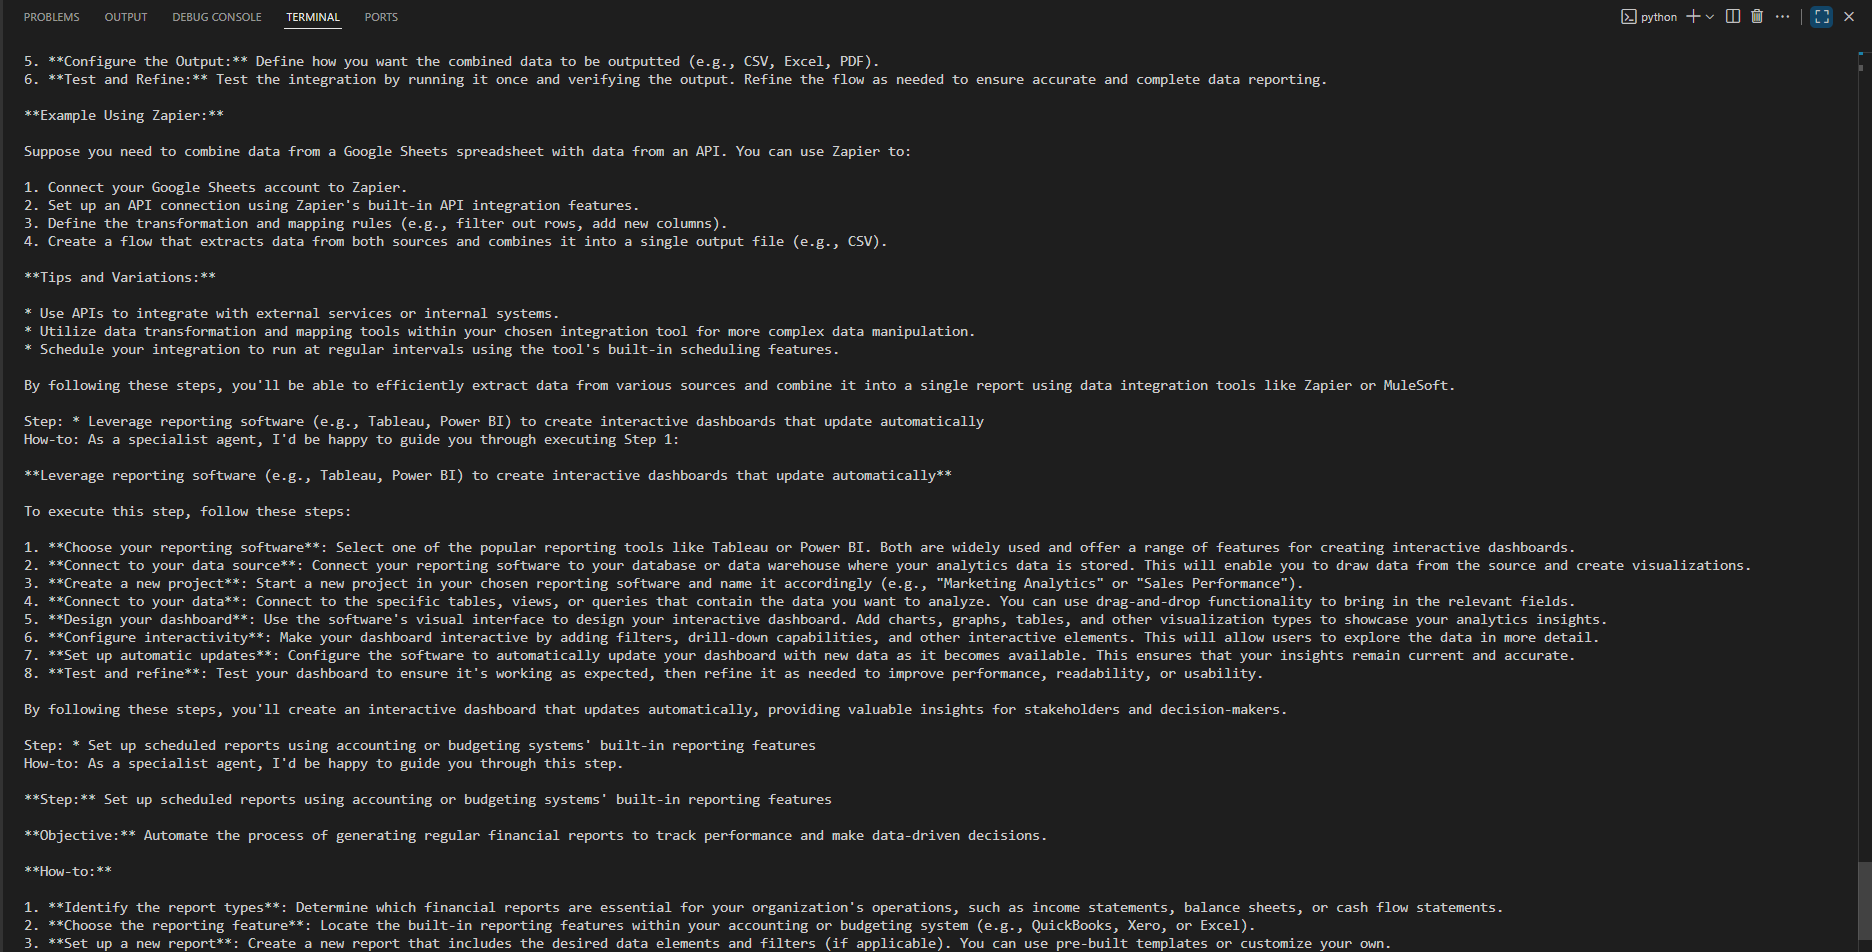 PROBLEMS OUTPUT DEBUG CONSOLE TERMINAL PORTS python
5. **Configure the Output:** Define how you want the combined data to be outputted (e.g., CSV, Excel, PDF).
6. **Test and Refine:** Test the integration by running it once and verifying the output. Refine the flow as needed to ensure accurate and complete data reporting.
**Example Using Zapier:**
Suppose you need to combine data from a Google Sheets spreadsheet with data from an API. You can use Zapier to:
1. Connect your Google Sheets account to Zapier.
2. Set up an API connection using Zapier's built-in API integration features.
3. Define the transformation and mapping rules (e.g., filter out rows, add new columns).
4. Create a flow that extracts data from both sources and combines it into a single output file (e.g., CSV).
**Tips and Variations:**
* Use APIs to integrate with external services or internal systems.
* Utilize data transformation and mapping tools within your chosen integration tool for more complex data manipulation.
* Schedule your integration to run at regular intervals using the tool's built-in scheduling features.
By following these steps, you'll be able to efficiently extract data from various sources and combine it into a single report using data integration tools like Zapier or MuleSoft.
Step: * Leverage reporting software (e.g., Tableau, Power BI) to create interactive dashboards that update automatically
How-to: As a specialist agent, I'd be happy to guide you through executing Step 1:
**Leverage reporting software (e.g., Tableau, Power BI) to create interactive dashboards that update automatically**
To execute this step, follow these steps:
1. **Choose your reporting software**: Select one of the popular reporting tools like Tableau or Power BI. Both are widely used and offer a range of features for creating interactive dashboards.
2. **Connect to your data source**: Connect your reporting software to your database or data warehouse where your analytics data is stored. This will enable you to draw data from the source and create visualizations.
3. **Create a new project**: Start a new project in your chosen reporting software and name it accordingly (e.g., "Marketing Analytics" or "Sales Performance").
4. **Connect to your data**: Connect to the specific tables, views, or queries that contain the data you want to analyze. You can use drag-and-drop functionality to bring in the relevant fields.
5. **Design your dashboard**: Use the software's visual interface to design your interactive dashboard. Add charts, graphs, tables, and other visualization types to showcase your analytics insights.
6. **Configure interactivity**: Make your dashboard interactive by adding filters, drill-down capabilities, and other interactive elements. This will allow users to explore the data in more detail.
7. **Set up automatic updates**: Configure the software to automatically update your dashboard with new data as it becomes available. This ensures that your insights remain current and accurate.
8. **Test and refine**: Test your dashboard to ensure it's working as expected, then refine it as needed to improve performance, readability, or usability.
By following these steps, you'll create an interactive dashboard that updates automatically, providing valuable insights for stakeholders and decision-makers.
Step: * Set up scheduled reports using accounting or budgeting systems' built-in reporting features
How-to: As a specialist agent, I'd be happy to guide you through this step.
**Step:** Set up scheduled reports using accounting or budgeting systems' built-in reporting features
**Objective:** Automate the process of generating regular financial reports to track performance and make data-driven decisions.
**How-to:**
1. **Identify the report types**: Determine which financial reports are essential for your organization's operations, such as income statements, balance sheets, or cash flow statements.
2. **Choose the reporting feature**: Locate the built-in reporting features within your accounting or budgeting system (e.g., QuickBooks, Xero, or Excel).
3. **Set up a new report**: Create a new report that includes the desired data elements and filters (if applicable). You can use pre-built templates or customize your own.